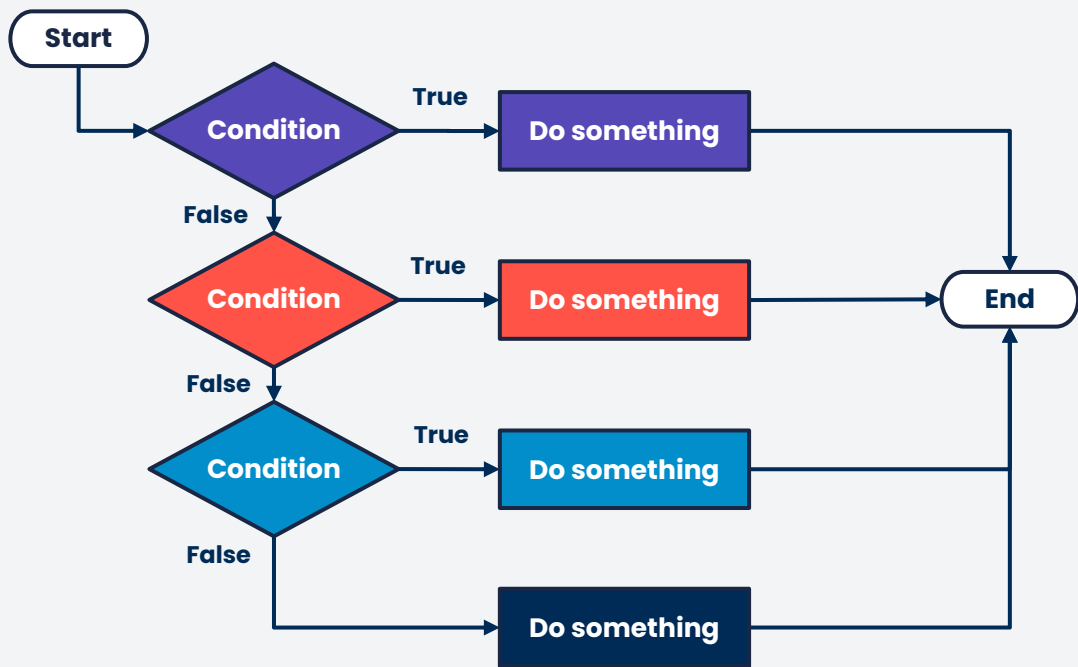 Start
True
Condition
Do something
False
True
Condition
Do something
End
False
True
Condition
Do something
False
Do something